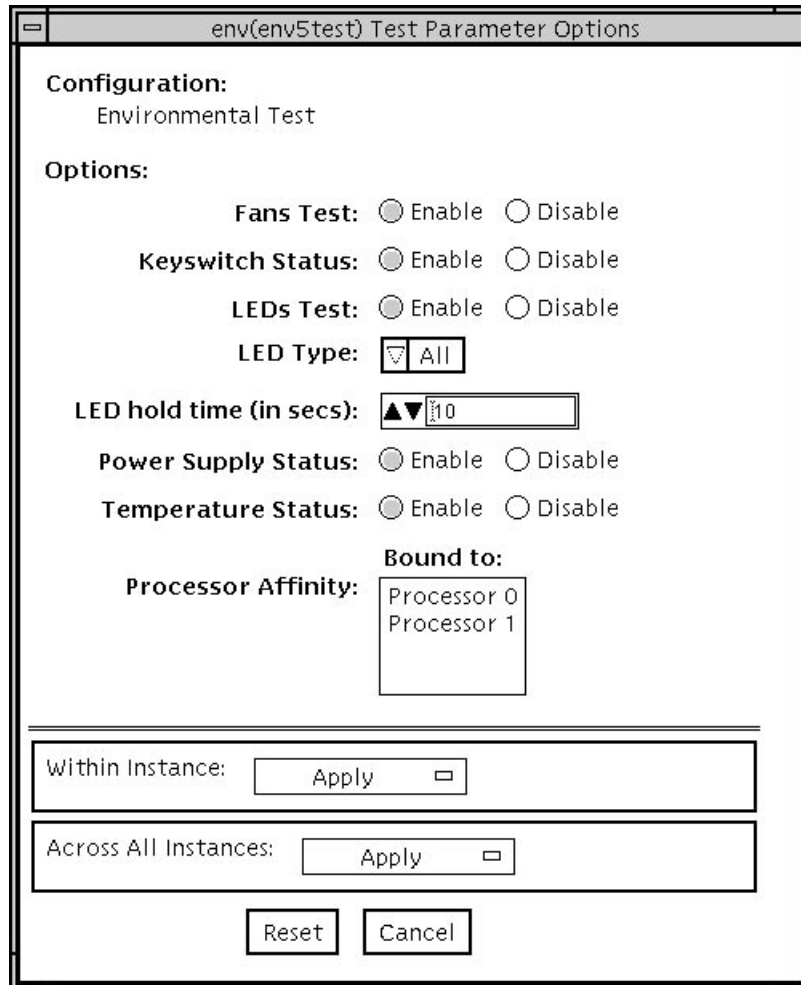 env(env5test) Test Parameter Options
Configuration:
Environmental Test
Options:
Fans Test: Enable Disable
Keyswitch Status: Enable Disable
LEDs Test: Enable Disable
LED Type: All
LED hold time (in secs): 10
Power Supply Status: Enable Disable
Temperature Status: Enable Disable
Bound to:
Processor Affinity:
Processor 0
Processor 1
Within Instance: Apply
Across All Instances: Apply
Reset Cancel